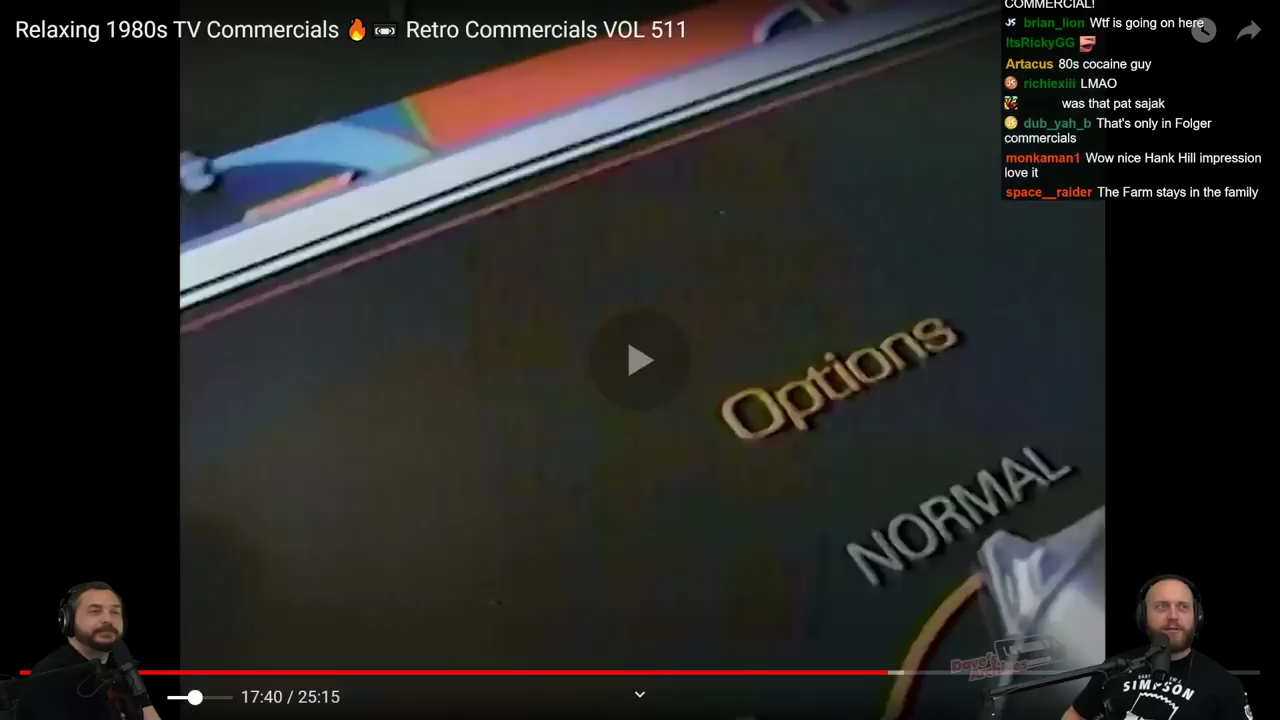 Relaxing 1980s TV Commercials 🔥📼 Retro Commercials VOL 511
COMMERCIAL!
brian_lion Wtf is going on here
ItsRickyGG
Artacus 80s cocaine guy
richiexiii LMAO
was that pat sajak
dub_yah_b That's only in Folger
commercials
monkaman1 Wow nice Hank Hill impression
love it
space__raider The Farm stays in the family
Options
NORMAL
Dave's
Archives
17:40 / 25:15
SIMPSON